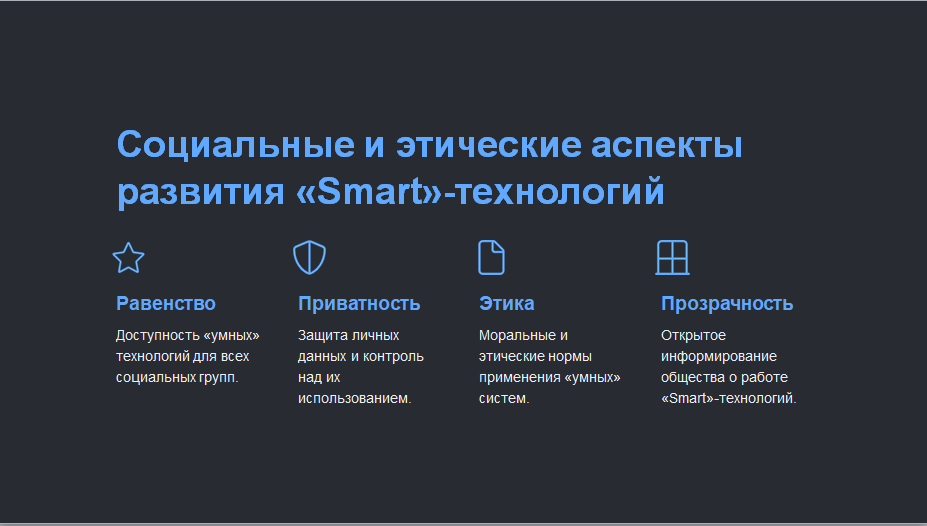 Социальные и этические аспекты
развития «Smart»-технологий
Равенство
Доступность «умных»
технологий для всех
социальных групп.
Приватность
Защита личных
данных и контроль
над их
использованием.
Этика
Моральные и
этические нормы
применения «умных»
систем.
Прозрачность
Открытое
информирование
общества о работе
«Smart»-технологий.